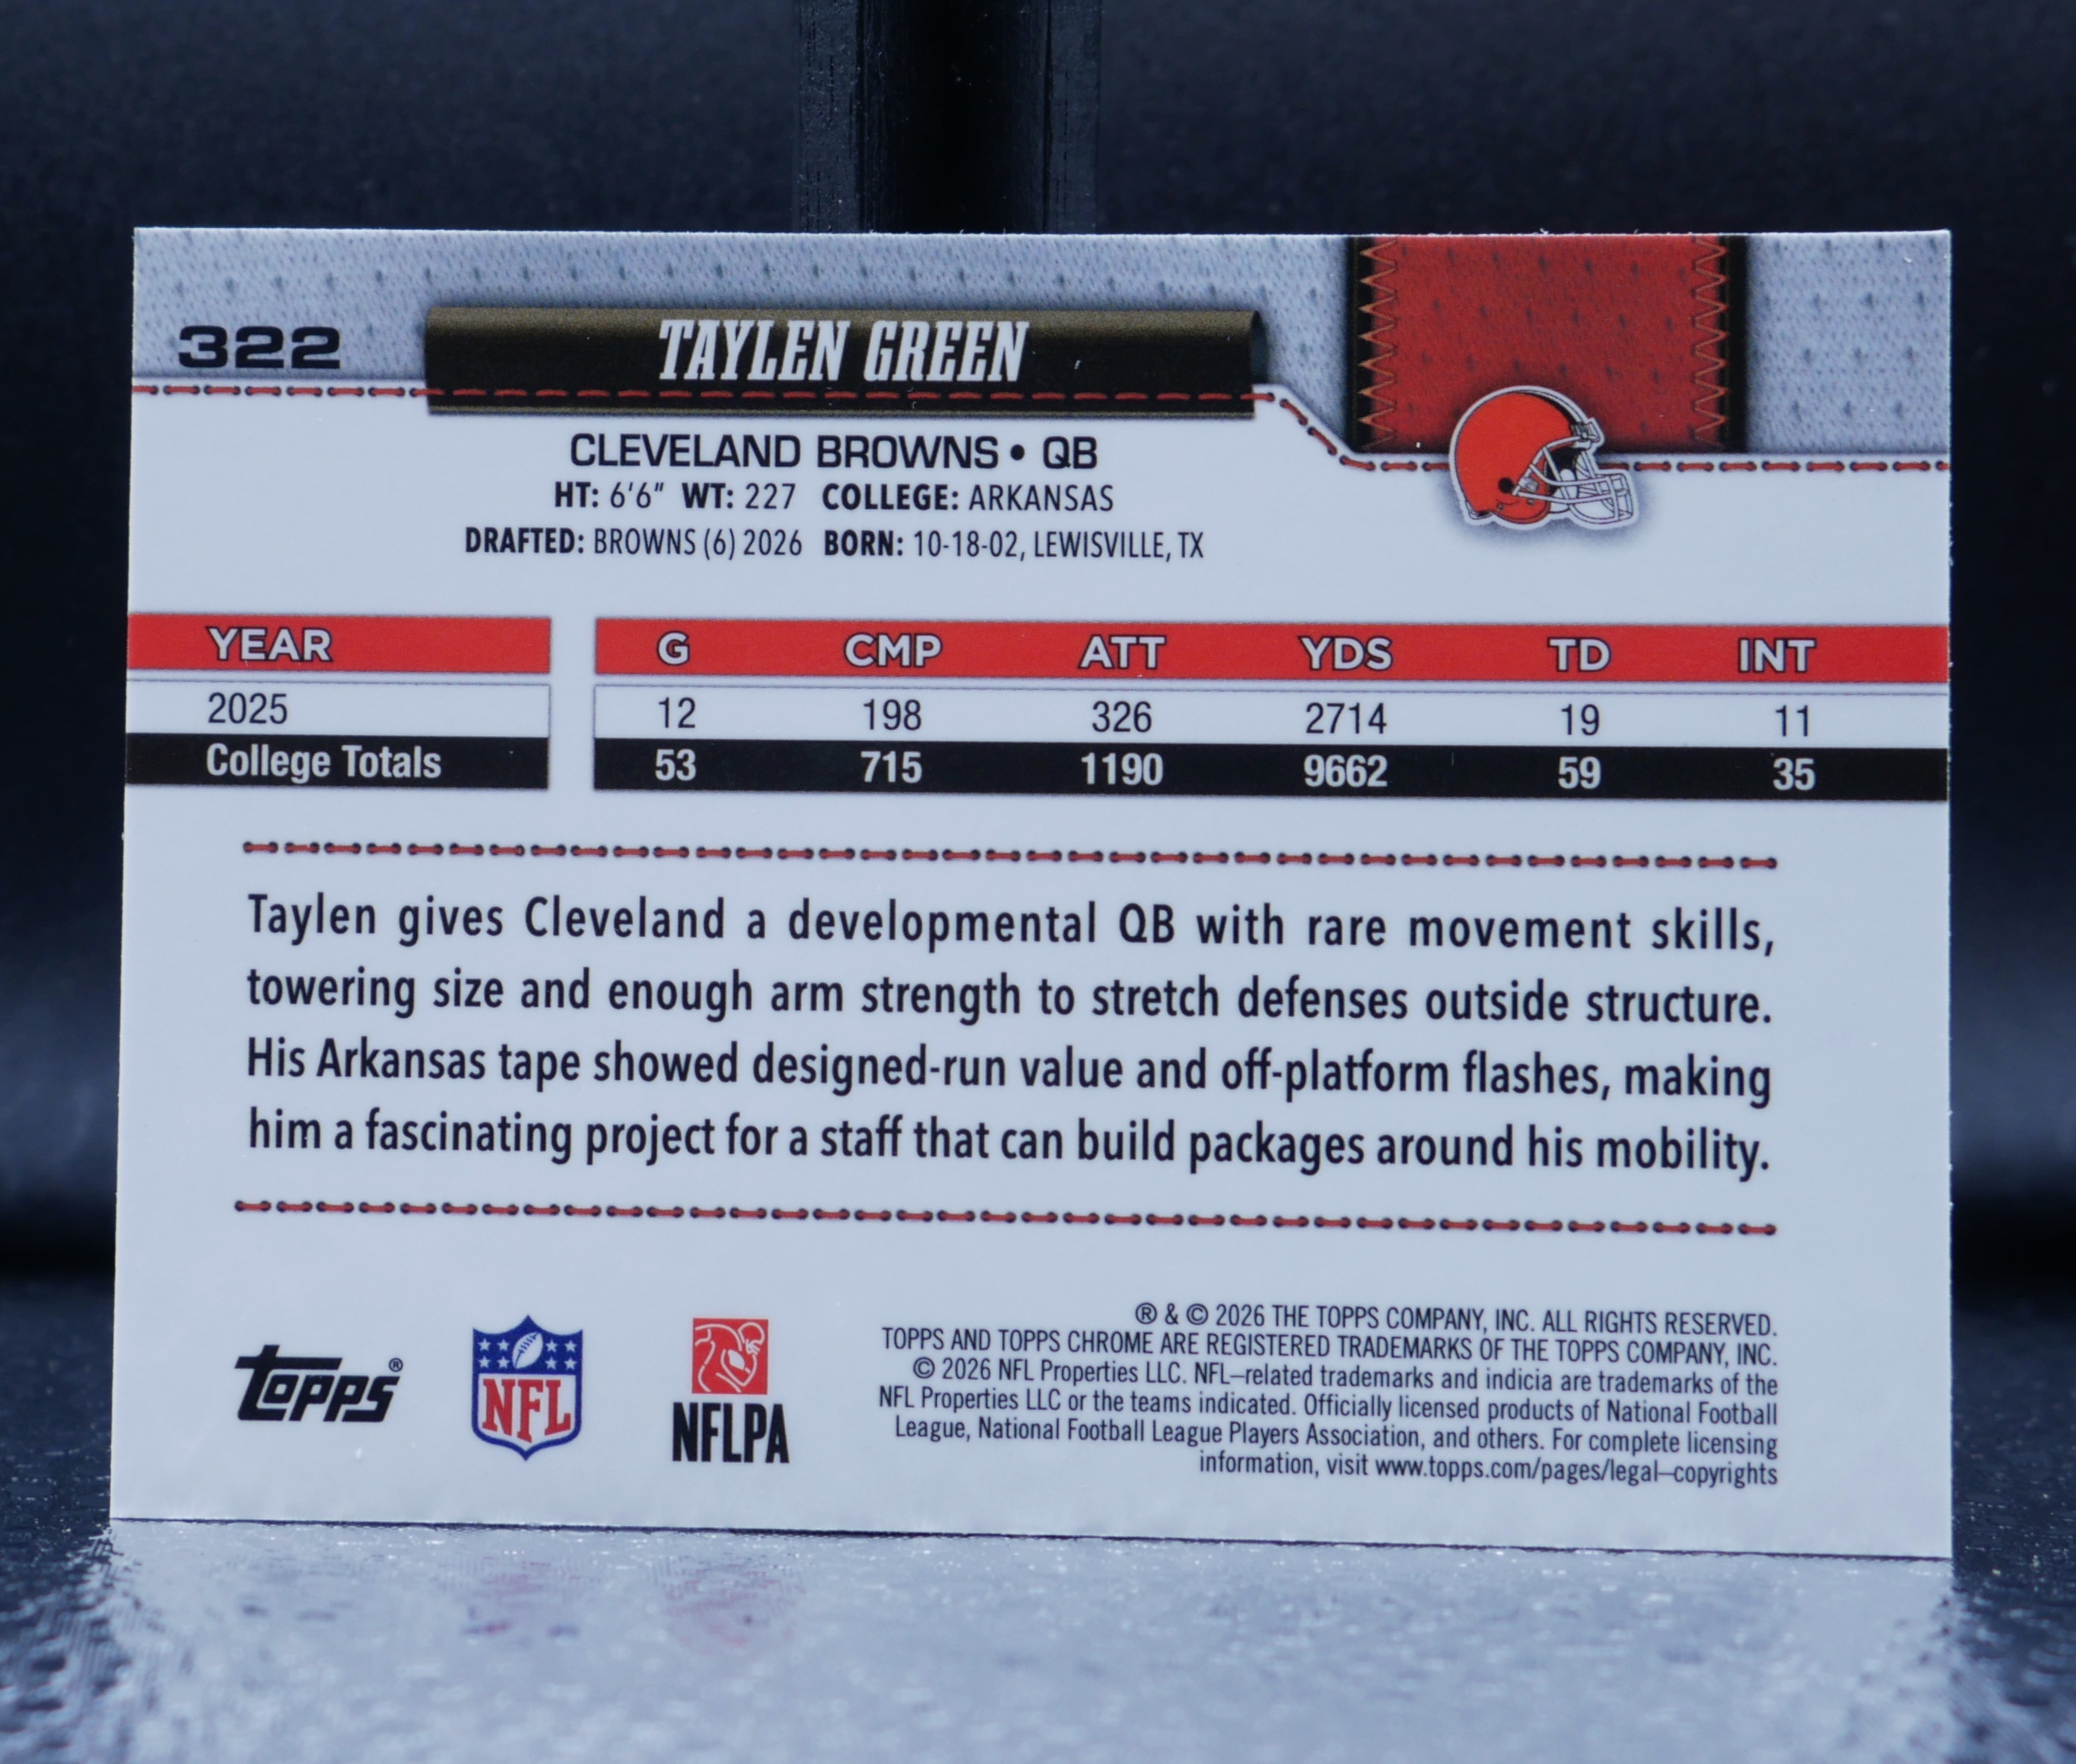 322
TAYLEN GREEN
CLEVELAND BROWNS • QB
HT: 6'6" WT: 227 COLLEGE: ARKANSAS
DRAFTED: BROWNS (6) 2026 BORN: 10-18-02, LEWISVILLE, TX
YEAR G CMP ATT YDS TD INT
2025 12 198 326 2714 19 11
College Totals 53 715 1190 9662 59 35
Taylen gives Cleveland a developmental QB with rare movement skills,
towering size and enough arm strength to stretch defenses outside structure.
His Arkansas tape showed designed-run value and off-platform flashes, making
him a fascinating project for a staff that can build packages around his mobility.
topps®
NFL
NFLPA
® & © 2026 THE TOPPS COMPANY, INC. ALL RIGHTS RESERVED.
TOPPS AND TOPPS CHROME ARE REGISTERED TRADEMARKS OF THE TOPPS COMPANY, INC.
© 2026 NFL Properties LLC. NFL–related trademarks and indicia are trademarks of the
NFL Properties LLC or the teams indicated. Officially licensed products of National Football
League, National Football League Players Association, and others. For complete licensing
information, visit www.topps.com/pages/legal–copyrights